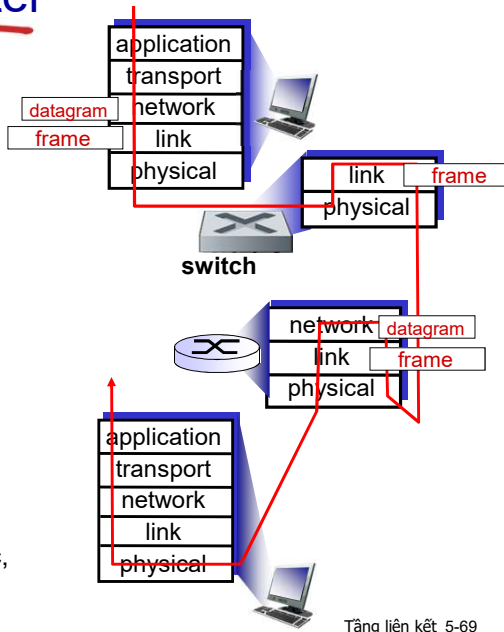 application
transport
datagram network
frame link
physical
link frame
physical
switch
network datagram
link frame
physical
application
transport
network
link
physical
Tầng liên kết 5-69